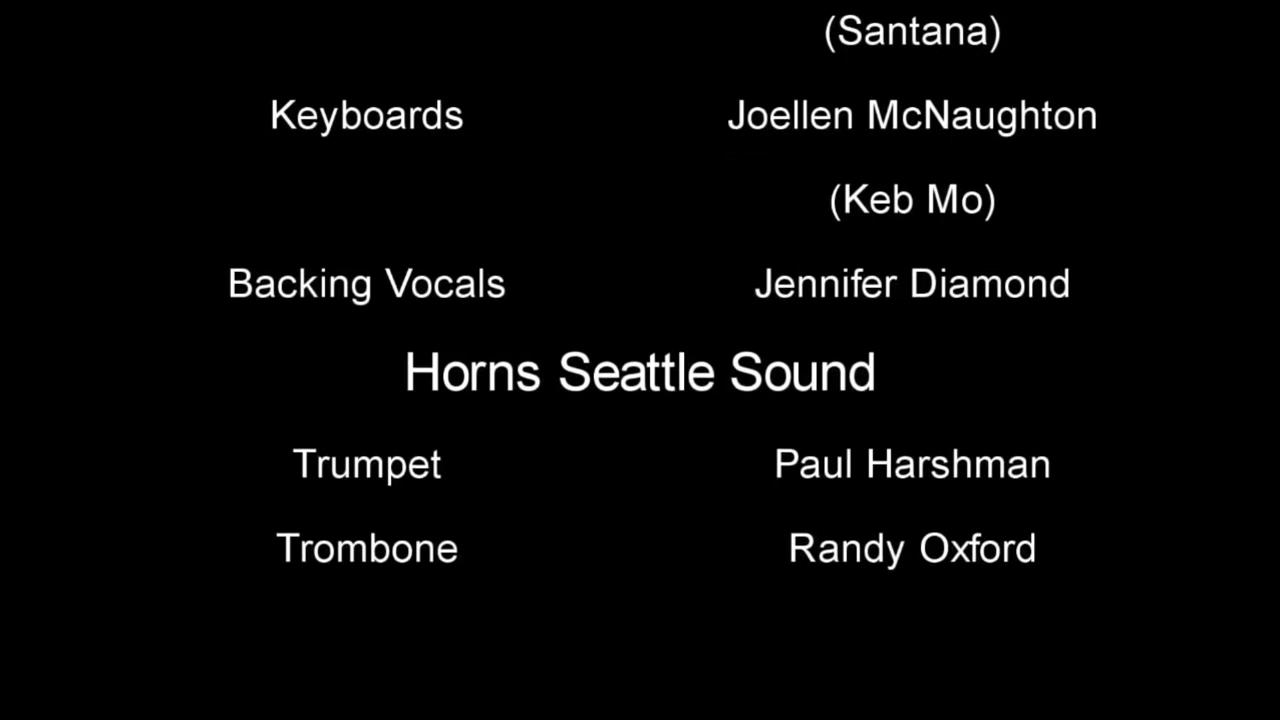 (Santana)
Keyboards Joellen McNaughton
(Keb Mo)
Backing Vocals Jennifer Diamond
Horns Seattle Sound
Trumpet Paul Harshman
Trombone Randy Oxford